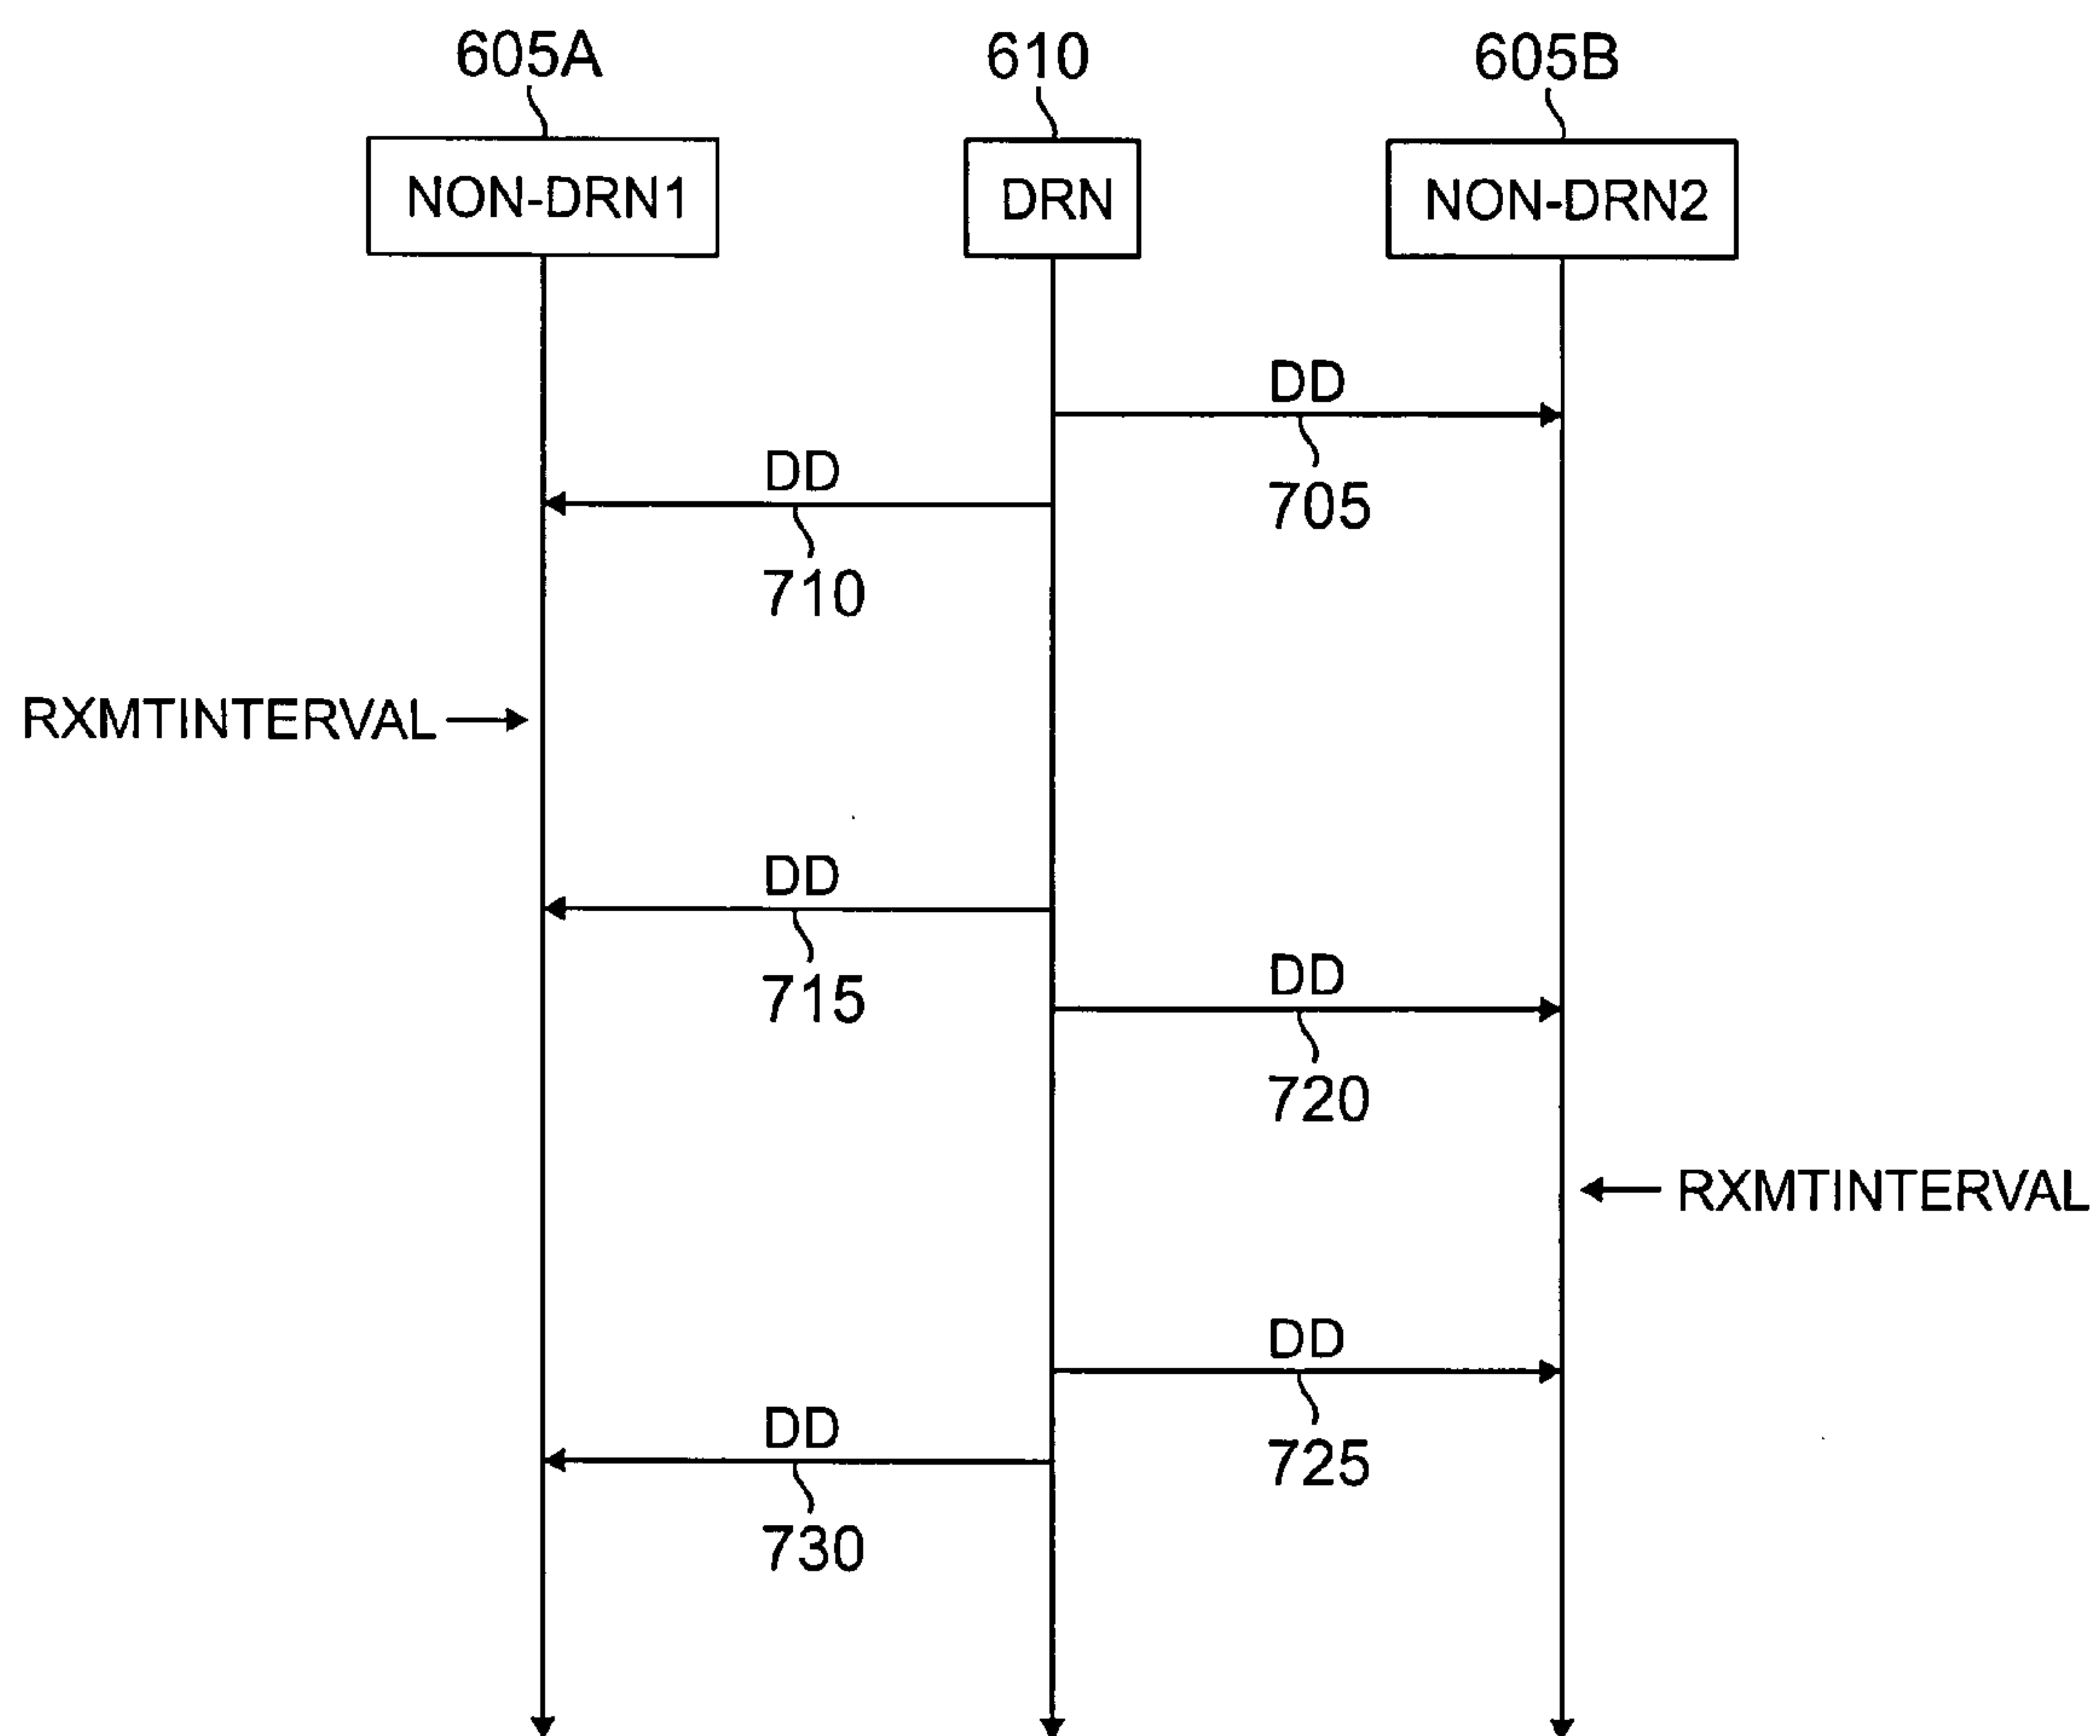 605A
610
605B
NON-DRN1
DRN
NON-DRN2
DD
705
DD
710
RXMTINTERVAL
DD
715
DD
720
RXMTINTERVAL
DD
725
DD
730